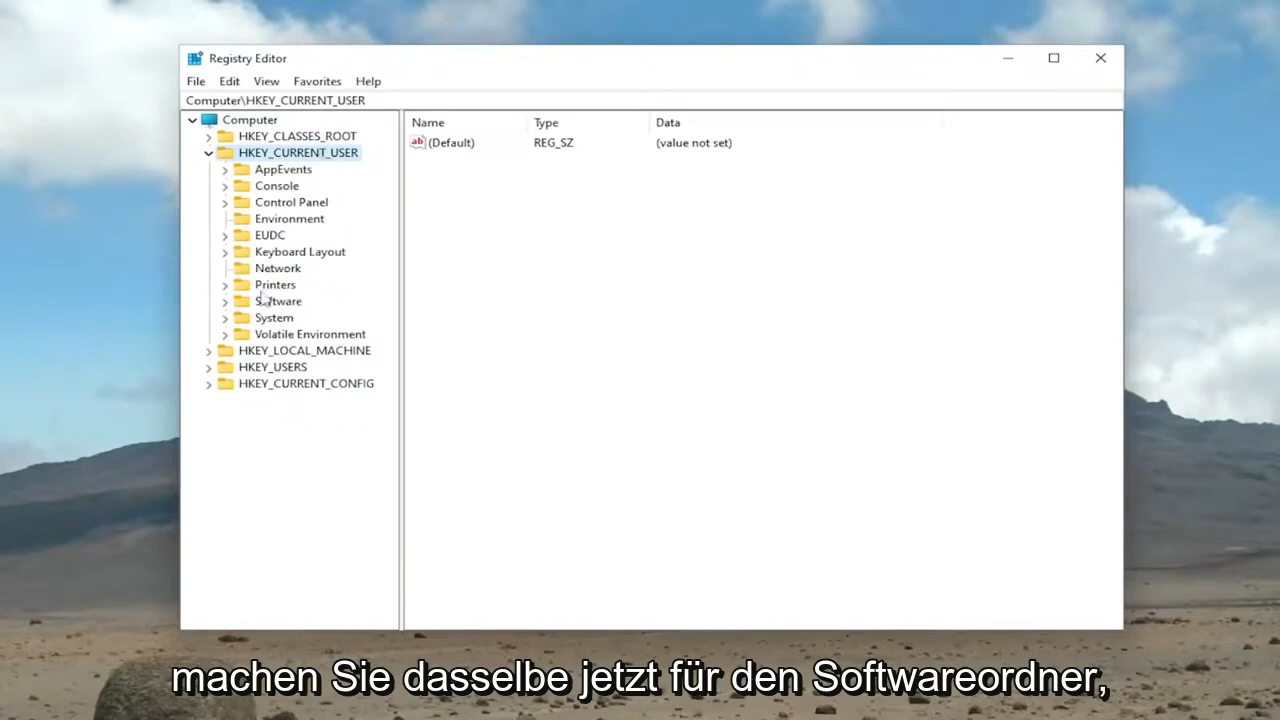 Registry Editor
File Edit View Favorites Help
Computer\HKEY_CURRENT_USER
Computer
HKEY_CLASSES_ROOT
HKEY_CURRENT_USER
AppEvents
Console
Control Panel
Environment
EUDC
Keyboard Layout
Network
Printers
Software
System
Volatile Environment
HKEY_LOCAL_MACHINE
HKEY_USERS
HKEY_CURRENT_CONFIG
Name Type Data
ab (Default) REG_SZ (value not set)
machen Sie dasselbe jetzt für den Softwareordner,